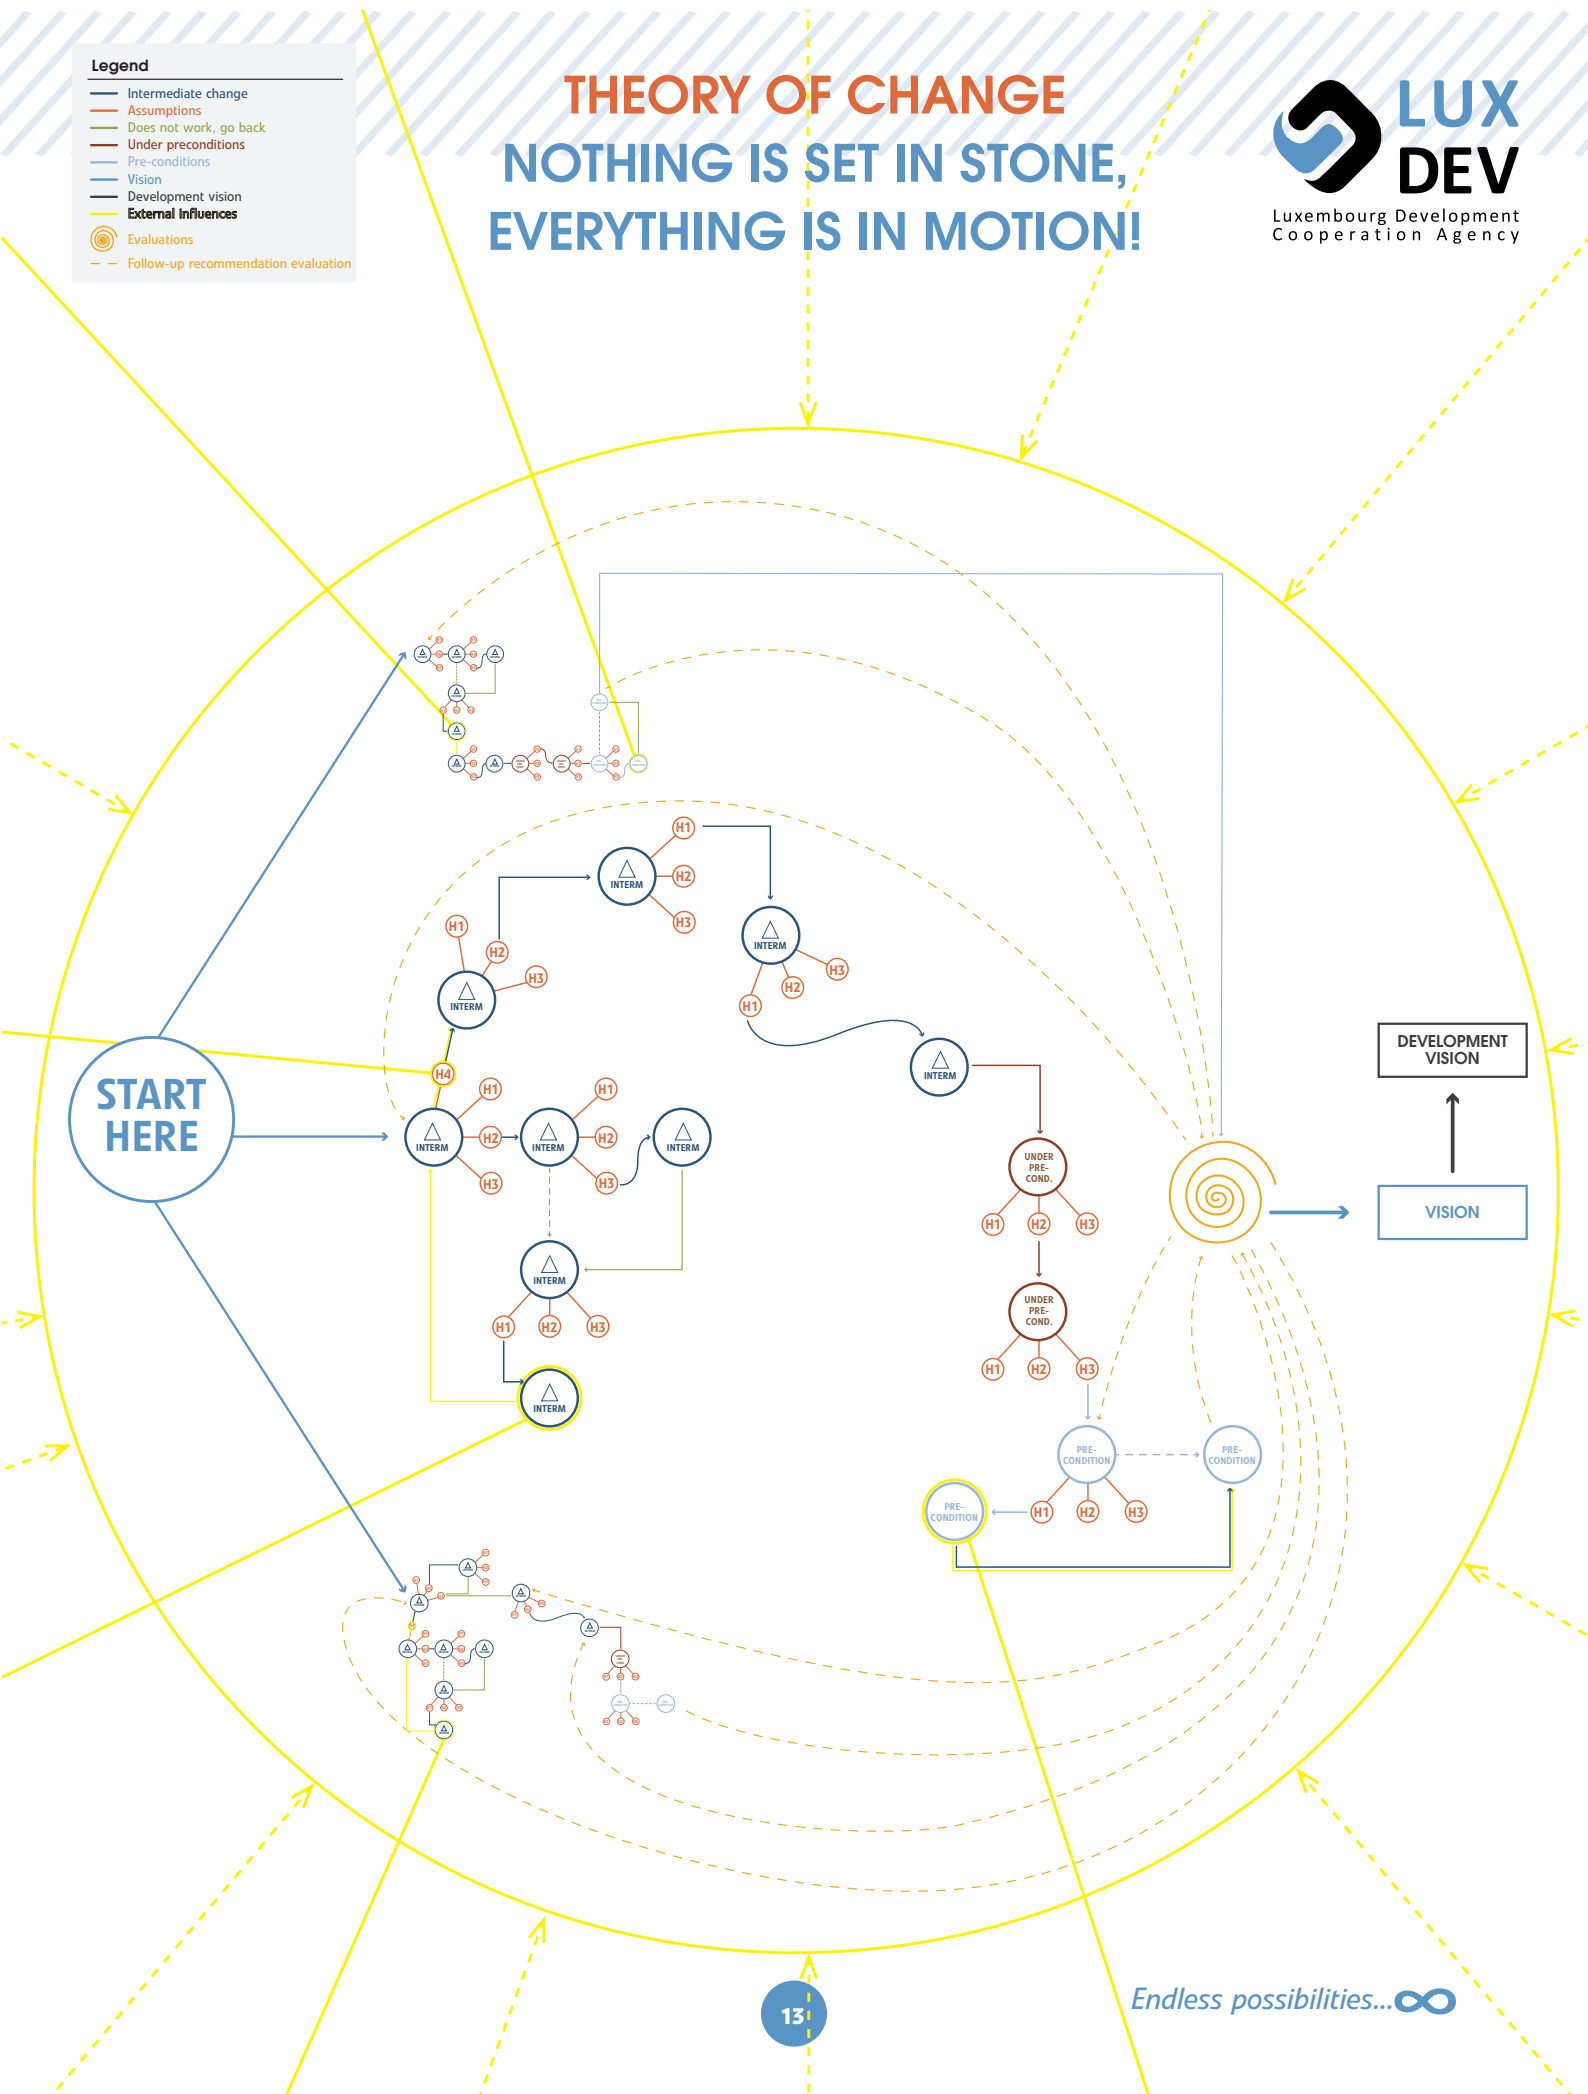 Legend
Intermediate change
Assumptions
Does not work, go back
Under preconditions
Pre-conditions
Vision
Development vision
External influences
Evaluations
Follow-up recommendation evaluation
THEORY OF CHANGE
NOTHING IS SET IN STONE,
EVERYTHING IS IN MOTION!
LUX
DEV
Luxembourg Development
Cooperation Agency
H1
INTERM
H2
H3
H1
H2
H3
INTERM
INTERM
H3
H2
H1
INTERM
START
HERE
H4
H1
H1
INTERM
H2
INTERM
H2
INTERM
H3
H3
INTERM
H1
H2
H3
INTERM
DEVELOPMENT
VISION
VISION
UNDER
PRE-
COND.
H1
H2
H3
UNDER
PRE-
COND.
H1
H2
H3
PRE-
CONDITION
PRE-
CONDITION
PRE-
CONDITION
H1
H2
H3
Endless possibilities...
13